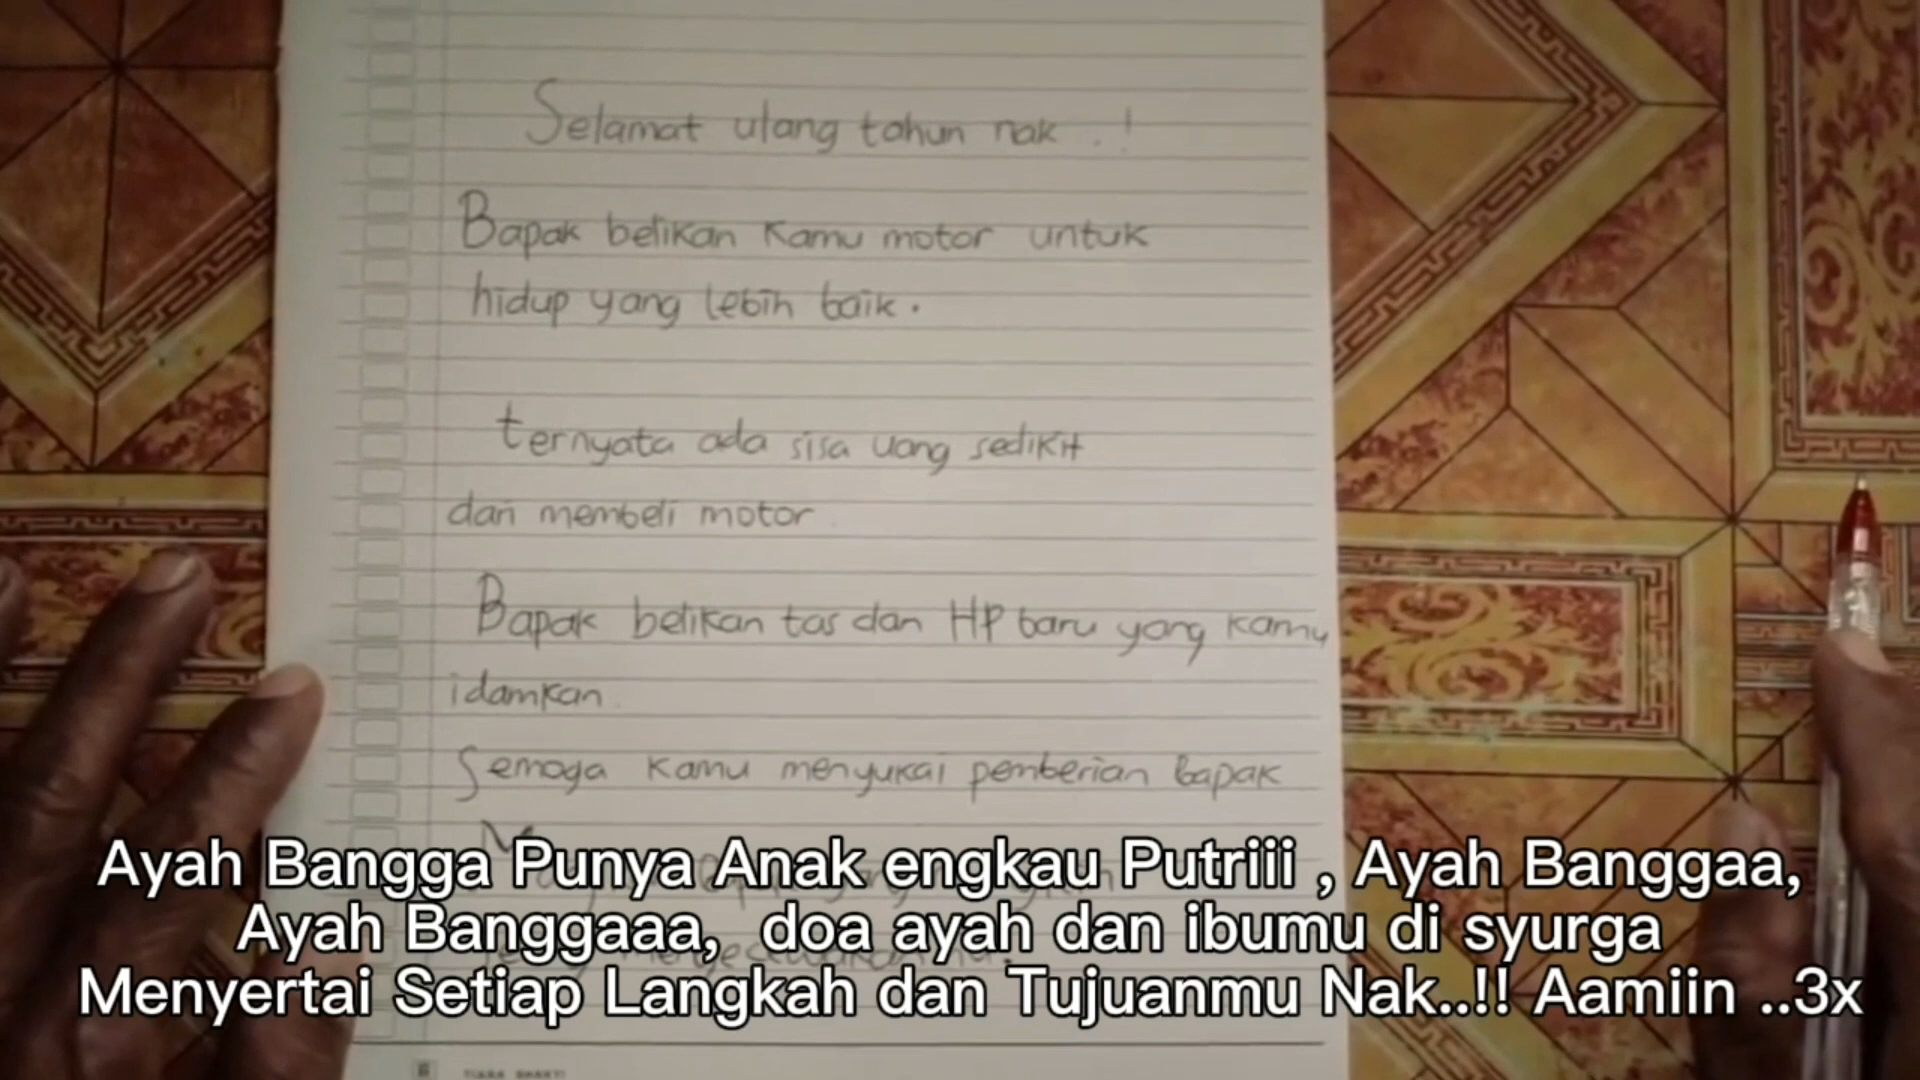 Selamat ulang tahun nak . !
Bapak belikan kamu motor untuk
hidup yang lebih baik .
ternyata ada sisa uang sedikit
dari membeli motor .
Bapak belikan tas dan HP baru yang kamu
idamkan .
Semoga kamu menyukai pemberian bapak
Ayah Bangga Punya Anak engkau Putriii , Ayah Banggaa,
Ayah Banggaaa, doa ayah dan ibumu di syurga
Menyertai Setiap Langkah dan Tujuanmu Nak..!! Aamiin ..3x